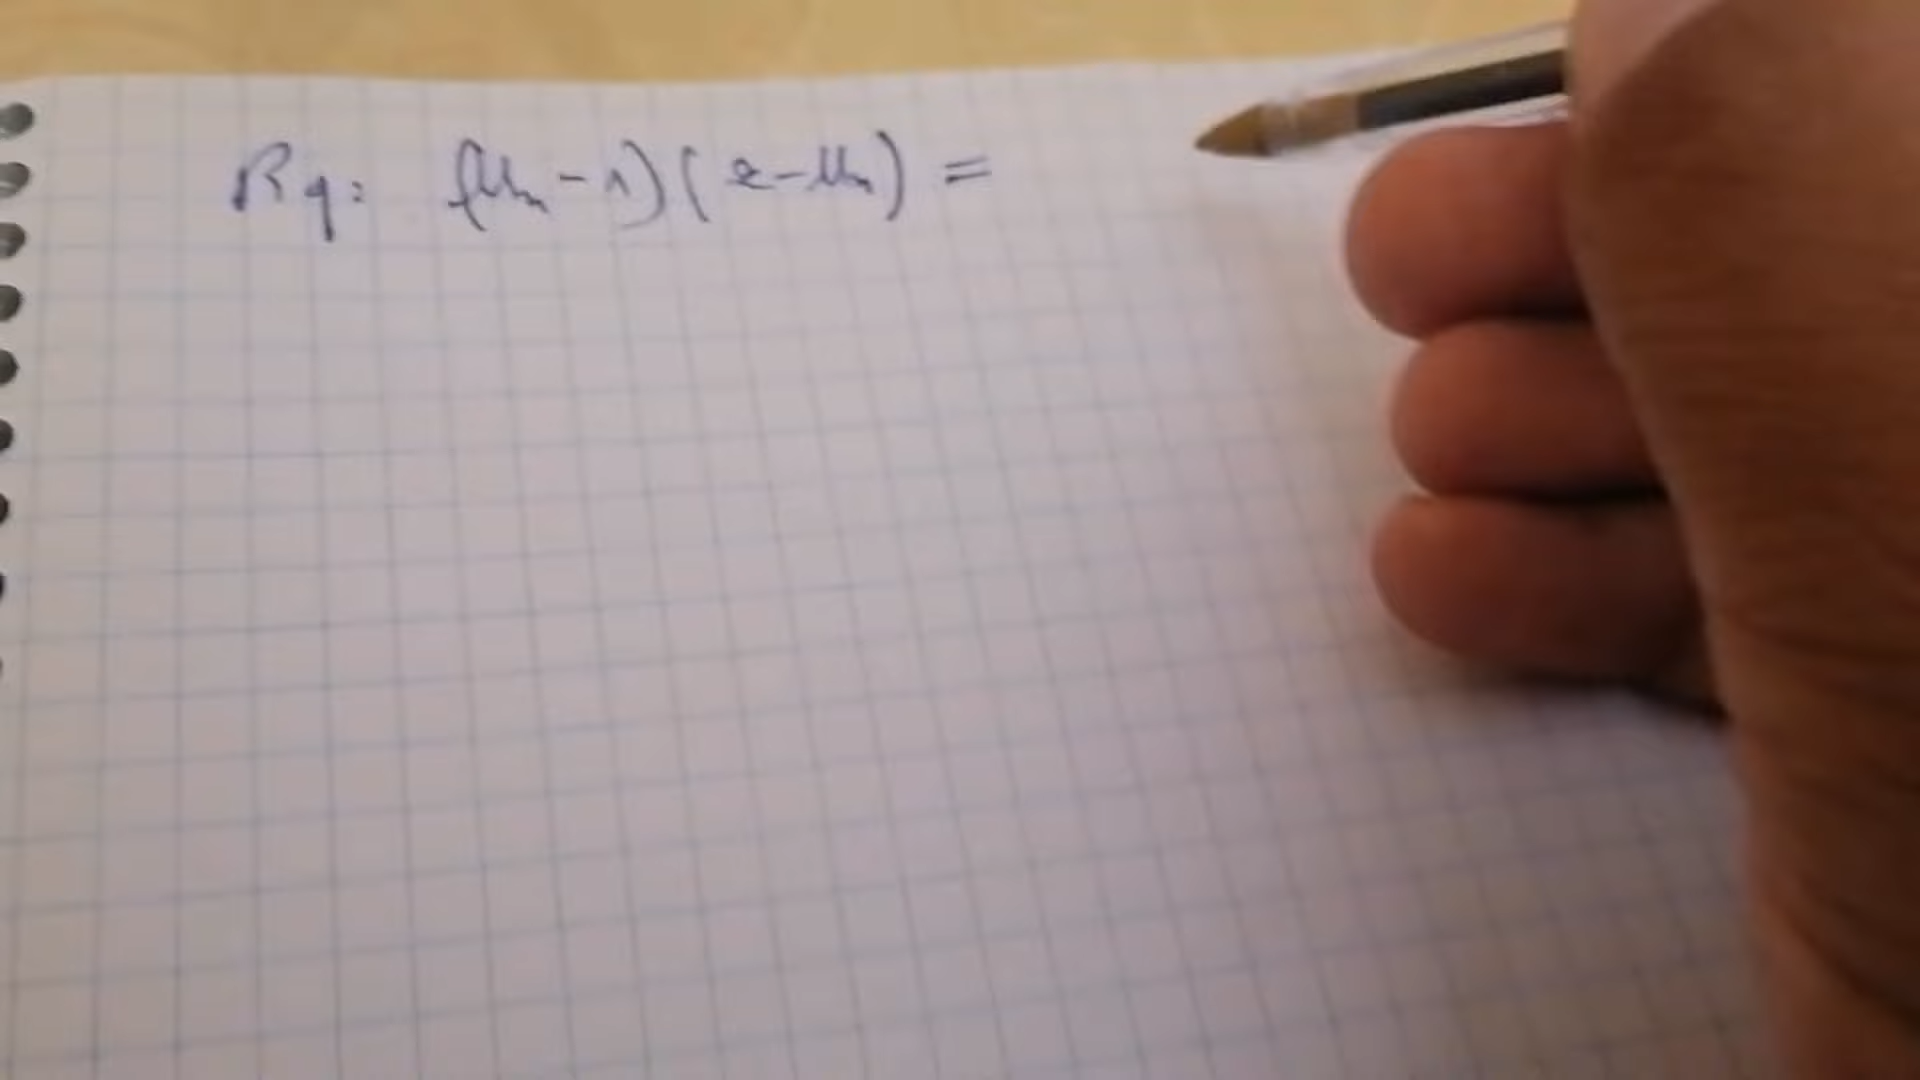 Rq: (Un-1)(2-Un) =